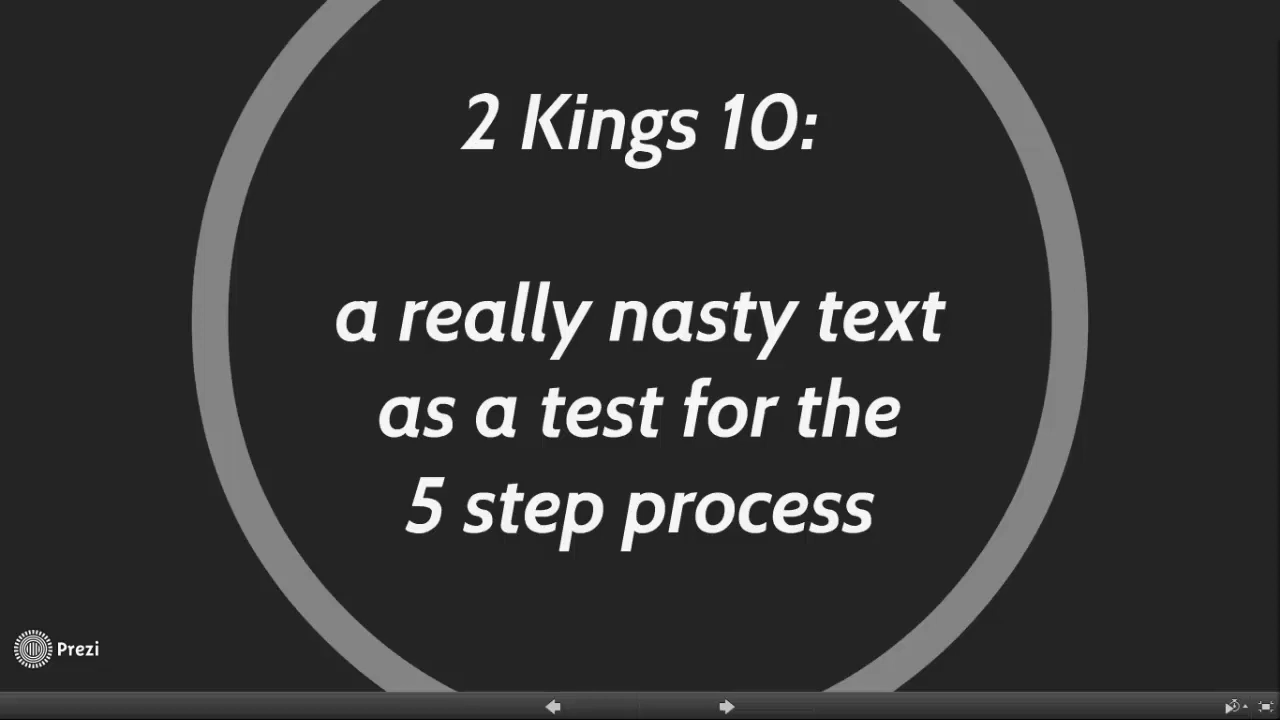 2 Kings 10:
a really nasty text
as a test for the
5 step process
Prezi